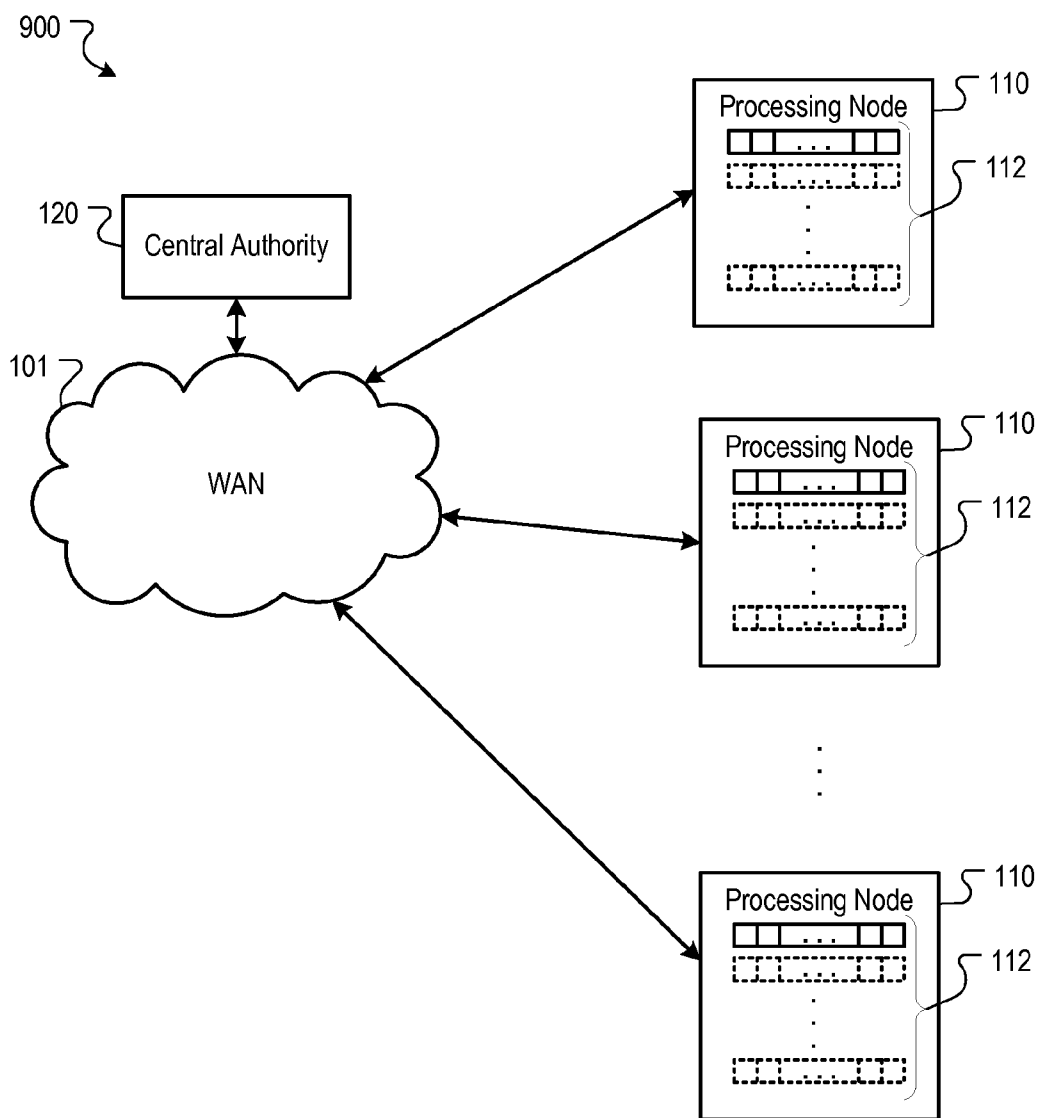 900
110
Processing Node
. . .
112
. . .
. . .
120
Central Authority
101
WAN
110
Processing Node
. . .
112
. . .
. . .
110
Processing Node
. . .
112
. . .
. . .